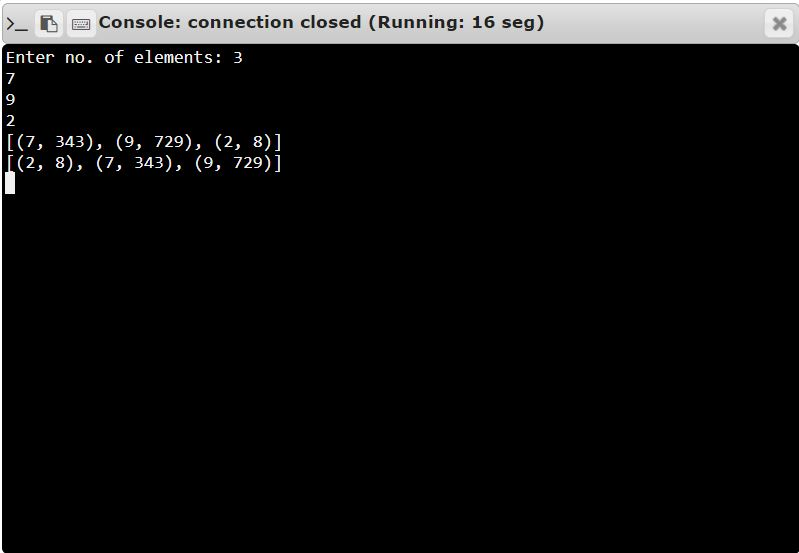 >_ Console: connection closed (Running: 16 seg)
Enter no. of elements: 3
7
9
2
[(7, 343), (9, 729), (2, 8)]
[(2, 8), (7, 343), (9, 729)]